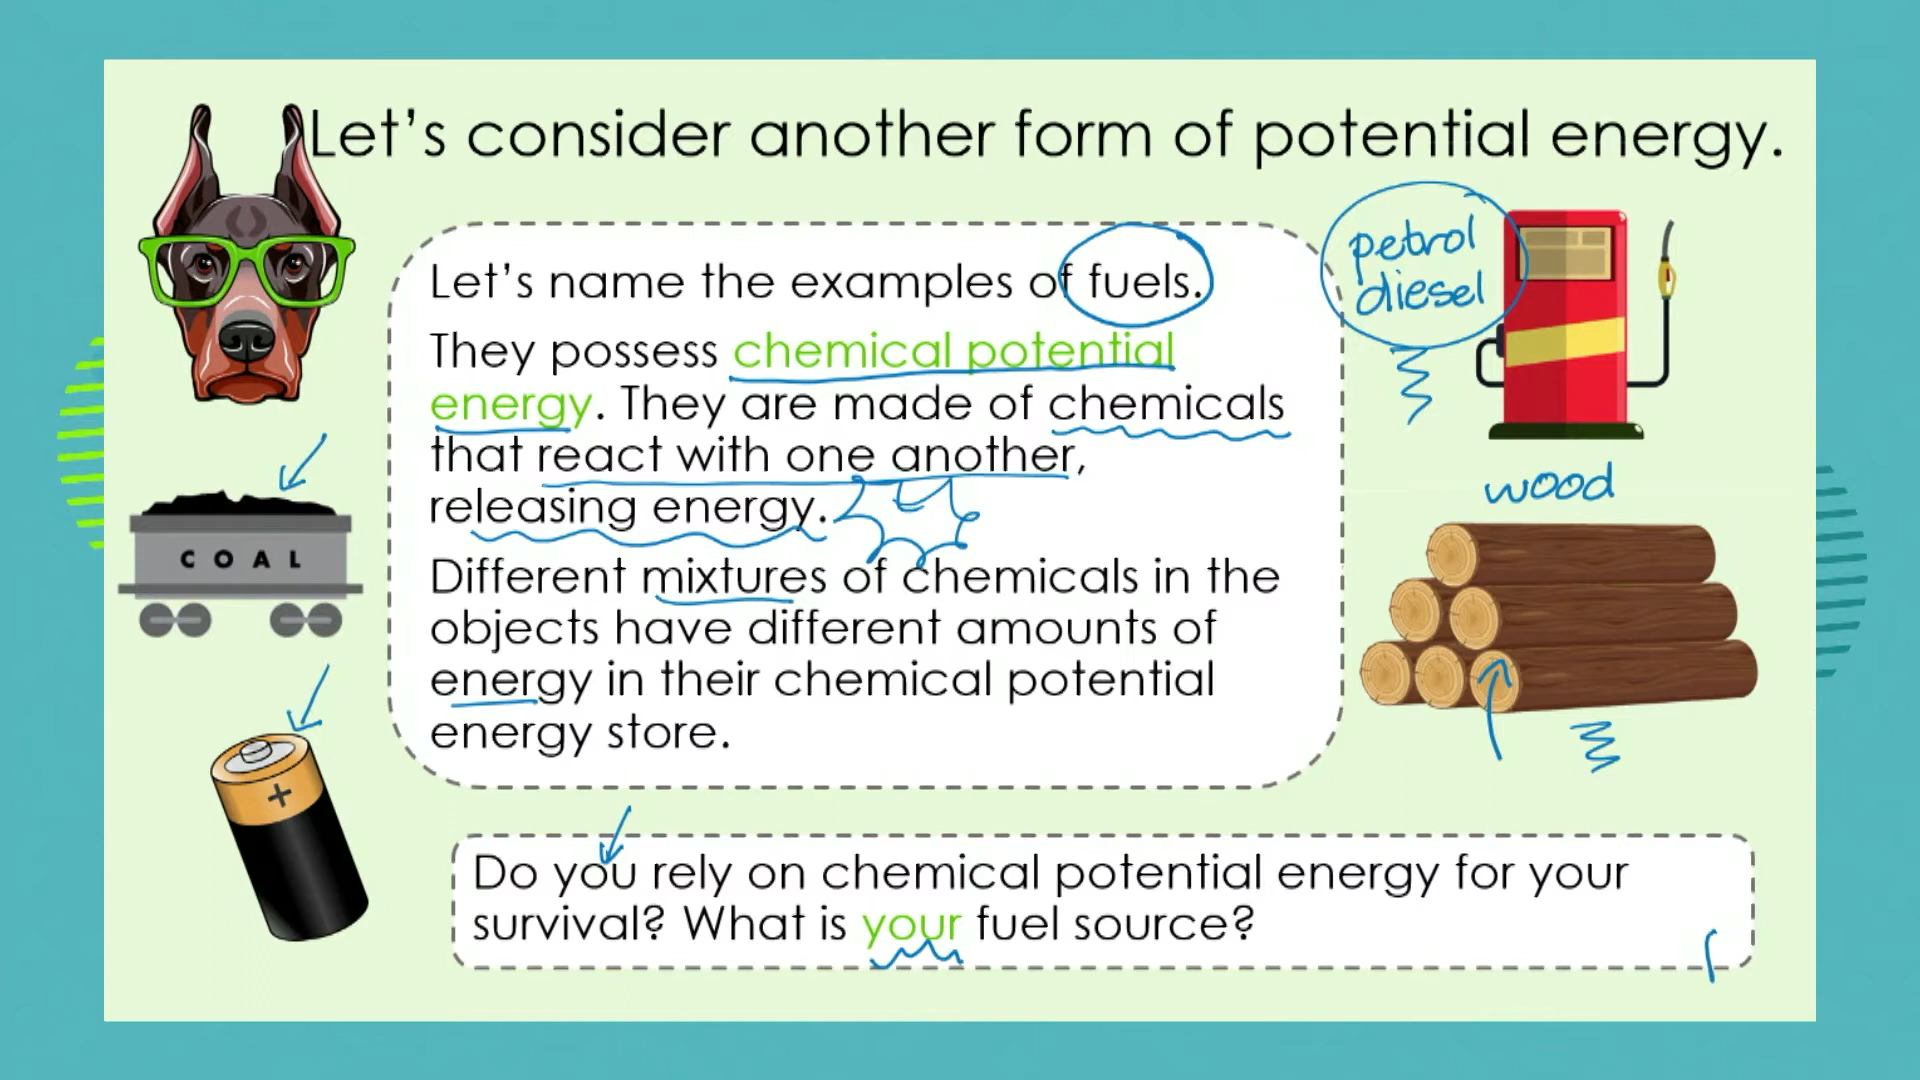 Let’s consider another form of potential energy.
Let’s name the examples of fuels.
They possess chemical potential
energy. They are made of chemicals
that react with one another,
releasing energy.
Different mixtures of chemicals in the
objects have different amounts of
energy in their chemical potential
energy store.
petrol
diesel
wood
COAL
+
Do you rely on chemical potential energy for your
survival? What is your fuel source?